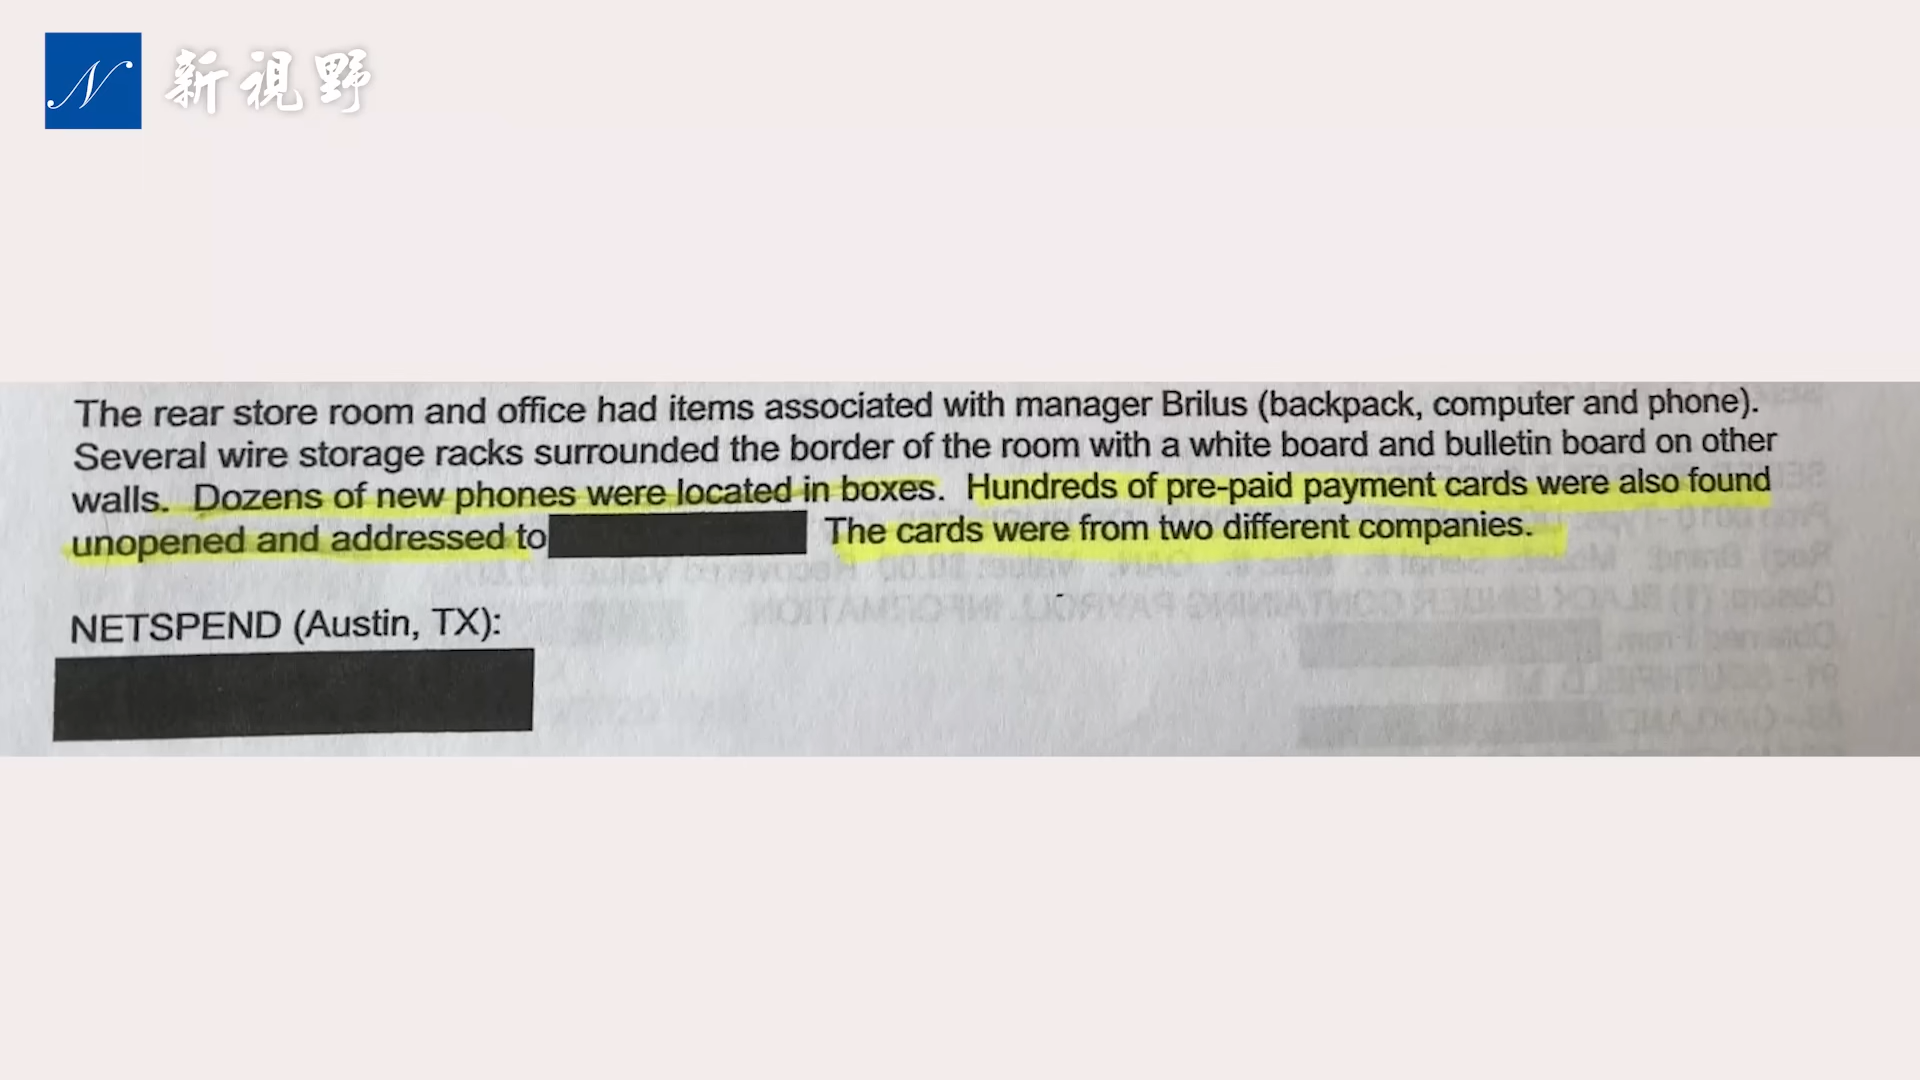 N 新視野
The rear store room and office had items associated with manager Brilus (backpack, computer and phone).
Several wire storage racks surrounded the border of the room with a white board and bulletin board on other
walls. Dozens of new phones were located in boxes. Hundreds of pre-paid payment cards were also found
unopened and addressed to
The cards were from two different companies.
NETSPEND (Austin, TX):